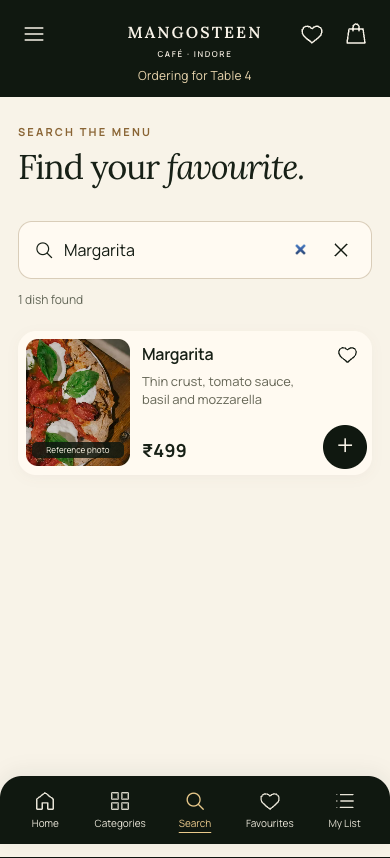 MANGOSTEEN
CAFÉ · INDORE
Ordering for Table 4
SEARCH THE MENU
Find your favourite.
Margarita
1 dish found
Margarita
Thin crust, tomato sauce,
basil and mozzarella
Reference photo
₹499
Home
Categories
Search
Favourites
My List